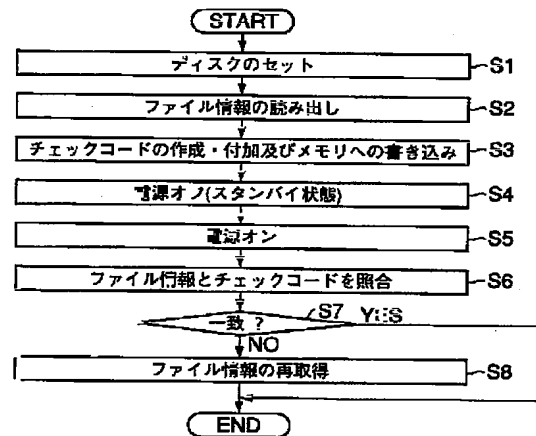 START
ディスクのセット
S1
ファイル情報の読み出し
S2
チェックコードの作成・付加及びメモリへの書き込み
S3
電源オフ(スタンバイ状態)
S4
電源オン
S5
ファイル情報とチェックコードを照合
S6
一致?
S7
YES
NO
ファイル情報の再取得
S8
END